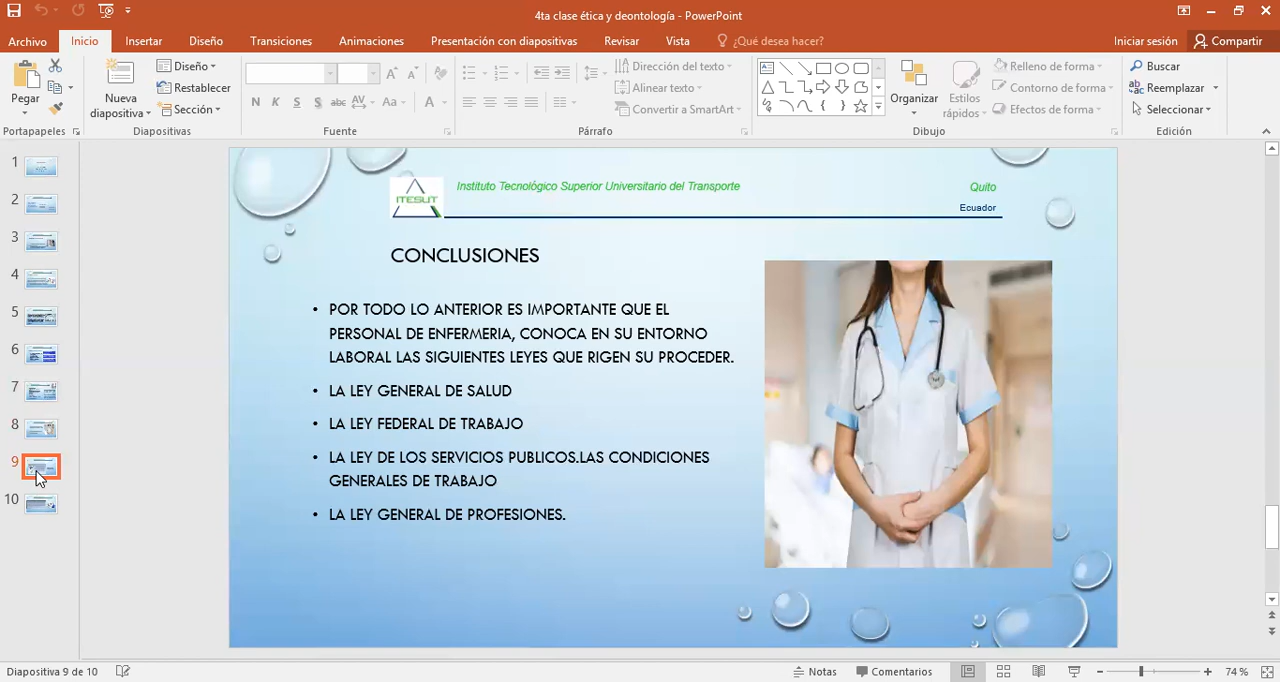 4ta clase ética y deontología - PowerPoint
Archivo
Inicio
Insertar
Diseño
Transiciones
Animaciones
Presentación con diapositivas
Revisar
Vista
¿Qué desea hacer?
Iniciar sesión
Compartir
Pegar
Nueva
diapositiva
Diseño
Restablecer
Sección
N K S S abc AV Aa A
Dirección del texto
Alinear texto
Convertir a SmartArt
Organizar
Estilos
rápidos
Relleno de forma
Contorno de forma
Efectos de forma
Buscar
Reemplazar
Seleccionar
Portapapeles
Diapositivas
Fuente
Párrafo
Dibujo
Edición
1
2
3
4
5
6
7
8
9
10
ITESUT
Instituto Tecnológico Superior Universitario del Transporte
Quito
Ecuador
CONCLUSIONES
• POR TODO LO ANTERIOR ES IMPORTANTE QUE EL
PERSONAL DE ENFERMERIA, CONOCA EN SU ENTORNO
LABORAL LAS SIGUIENTES LEYES QUE RIGEN SU PROCEDER.
• LA LEY GENERAL DE SALUD
• LA LEY FEDERAL DE TRABAJO
• LA LEY DE LOS SERVICIOS PUBLICOS.LAS CONDICIONES
GENERALES DE TRABAJO
• LA LEY GENERAL DE PROFESIONES.
Diapositiva 9 de 10
Notas
Comentarios
74 %